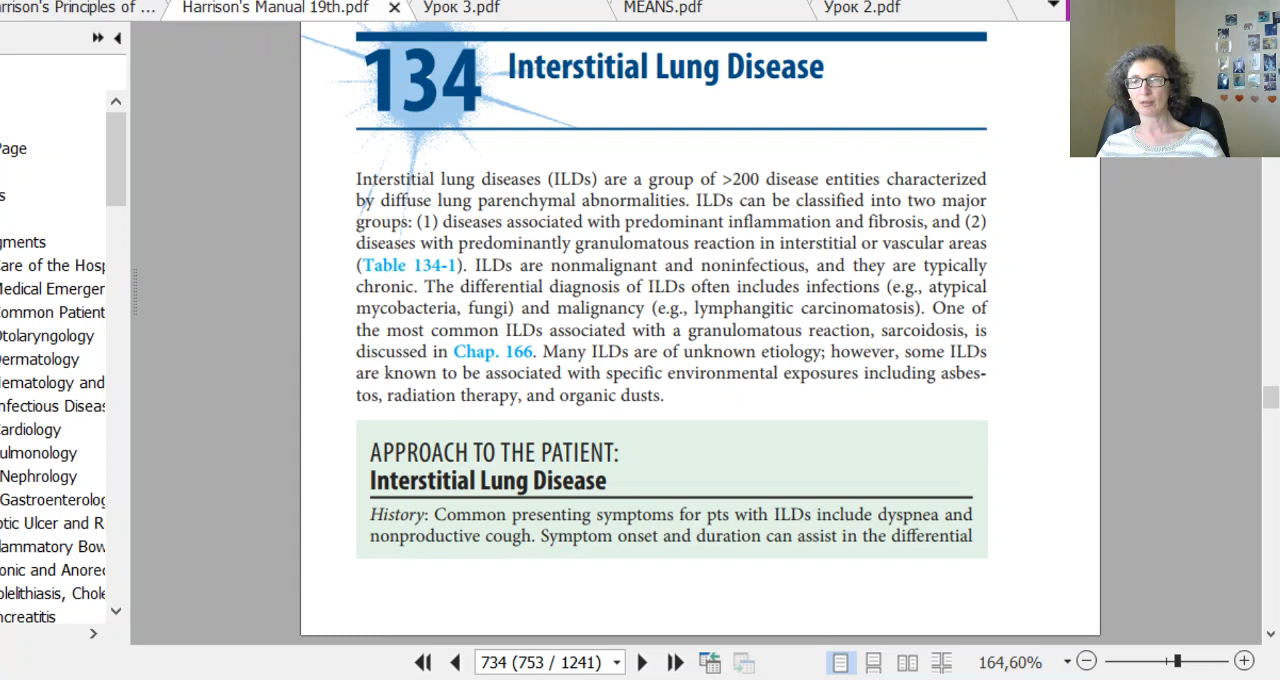 rrison's Principles of ...
Harrison's Manual 19th.pdf
Урок 3.pdf
MEANS.pdf
Урок 2.pdf
Page
s
gments
Care of the Hosp
Medical Emerger
Common Patient
Otolaryngology
Dermatology
Hematology and
nfectious Diseas
Cardiology
ulmonology
Nephrology
Gastroenterolog
ptic Ulcer and R
lammatory Bow
onic and Anorec
olelithiasis, Chole
ncreatitis
134
Interstitial Lung Disease
Interstitial lung diseases (ILDs) are a group of >200 disease entities characterized
by diffuse lung parenchymal abnormalities. ILDs can be classified into two major
groups: (1) diseases associated with predominant inflammation and fibrosis, and (2)
diseases with predominantly granulomatous reaction in interstitial or vascular areas
(Table 134-1). ILDs are nonmalignant and noninfectious, and they are typically
chronic. The differential diagnosis of ILDs often includes infections (e.g., atypical
mycobacteria, fungi) and malignancy (e.g., lymphangitic carcinomatosis). One of
the most common ILDs associated with a granulomatous reaction, sarcoidosis, is
discussed in Chap. 166. Many ILDs are of unknown etiology; however, some ILDs
are known to be associated with specific environmental exposures including asbes-
tos, radiation therapy, and organic dusts.
APPROACH TO THE PATIENT:
Interstitial Lung Disease
History: Common presenting symptoms for pts with ILDs include dyspnea and
nonproductive cough. Symptom onset and duration can assist in the differential
734 (753 / 1241)
164,60%